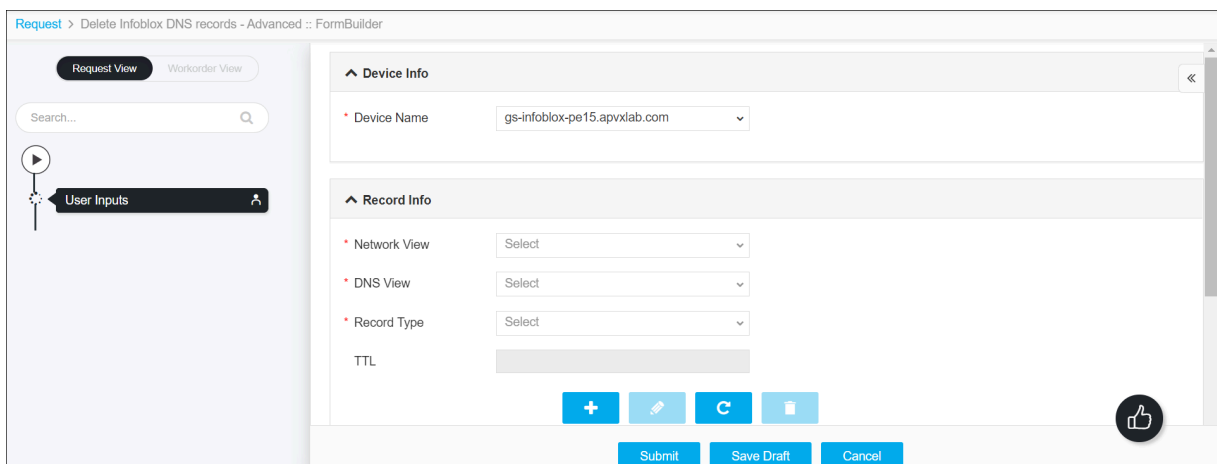 Request > Delete Infoblox DNS records - Advanced :: FormBuilder
Request View
Workorder View
Search...
User Inputs
Device Info
* Device Name
gs-infoblox-pe15.apvxlab.com
Record Info
* Network View
Select
* DNS View
Select
* Record Type
Select
TTL
Submit
Save Draft
Cancel